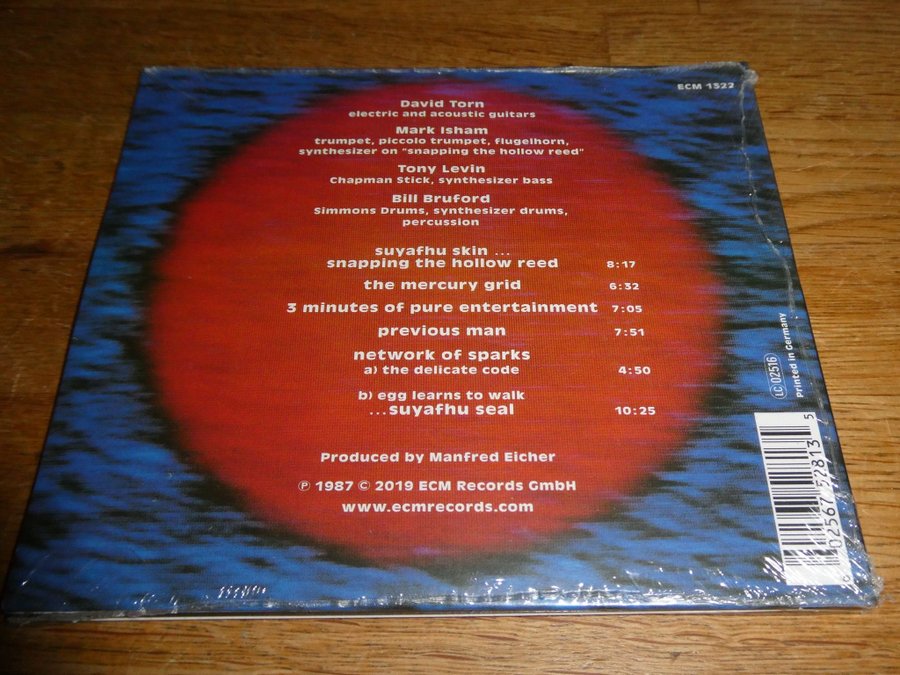 ECM 1322
David Torn
electric and acoustic guitars
Mark Isham
trumpet, piccolo trumpet, flugelhorn,
synthesizer on "snapping the hollow reed"
Tony Levin
Chapman Stick, synthesizer bass
Bill Bruford
Simmons Drums, synthesizer drums,
percussion
suyafhu skin ...
snapping the hollow reed 8:17
the mercury grid 6:32
3 minutes of pure entertainment 7:05
previous man 7:51
network of sparks
a) the delicate code 4:50
b) egg learns to walk
...suyafhu seal 10:25
Produced by Manfred Eicher
℗ 1987 © 2019 ECM Records GmbH
www.ecmrecords.com
LC 02516
Printed in Germany
6 02567 52813 5